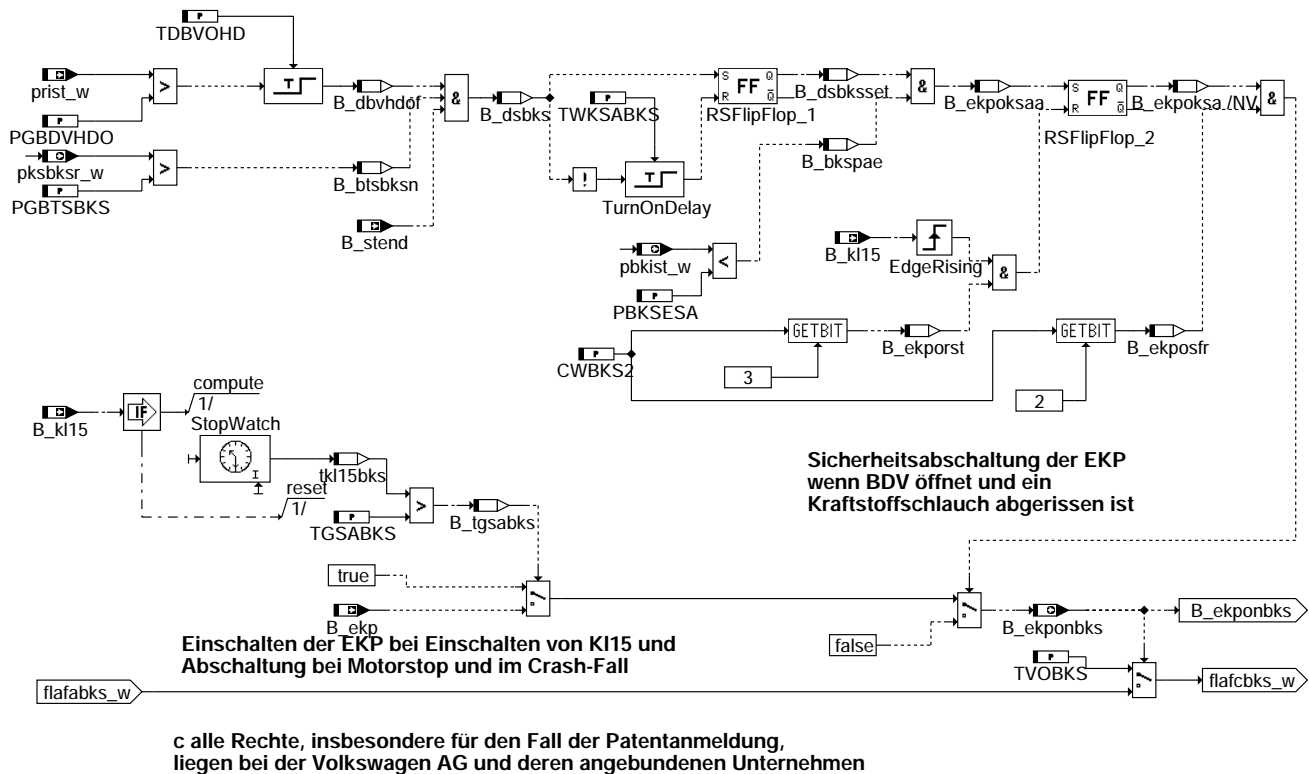 TDBVOHD
prist_w
>
T
B_dbvhdof
PGBDVHDO
pksbksr_w
>
B_btsbksn
PGBTSBKS
B_stend
&
B_dsbks
TWKSABKS
S
R
FF
Q
Q
RSFlipFlop_1
B_dsbksset
B_bkspae
!
T
TurnOnDelay
pbkist_w
<
PBKSESA
&
B_ekpoksaa
S
R
FF
Q
Q
RSFlipFlop_2
B_ekpoksa /NV
&
B_kl15
EdgeRising
&
CWBKS2
GETBIT
3
B_ekporst
GETBIT
2
B_ekposfr
B_kl15
IF
compute
1/
StopWatch
reset
1/
tkl15bks
TGSABKS
>
B_tgsabks
true
B_ekp
Sicherheitsabschaltung der EKP
wenn BDV öffnet und ein
Kraftstoffschlauch abgerissen ist
false
B_ekponbks
B_ekponbks
TVOBKS
Einschalten der EKP bei Einschalten von Kl15 und
Abschaltung bei Motorstop und im Crash-Fall
flafabks_w
flafcbks_w
c alle Rechte, insbesondere für den Fall der Patentanmeldung,
liegen bei der Volkswagen AG und deren angebundenen Unternehmen